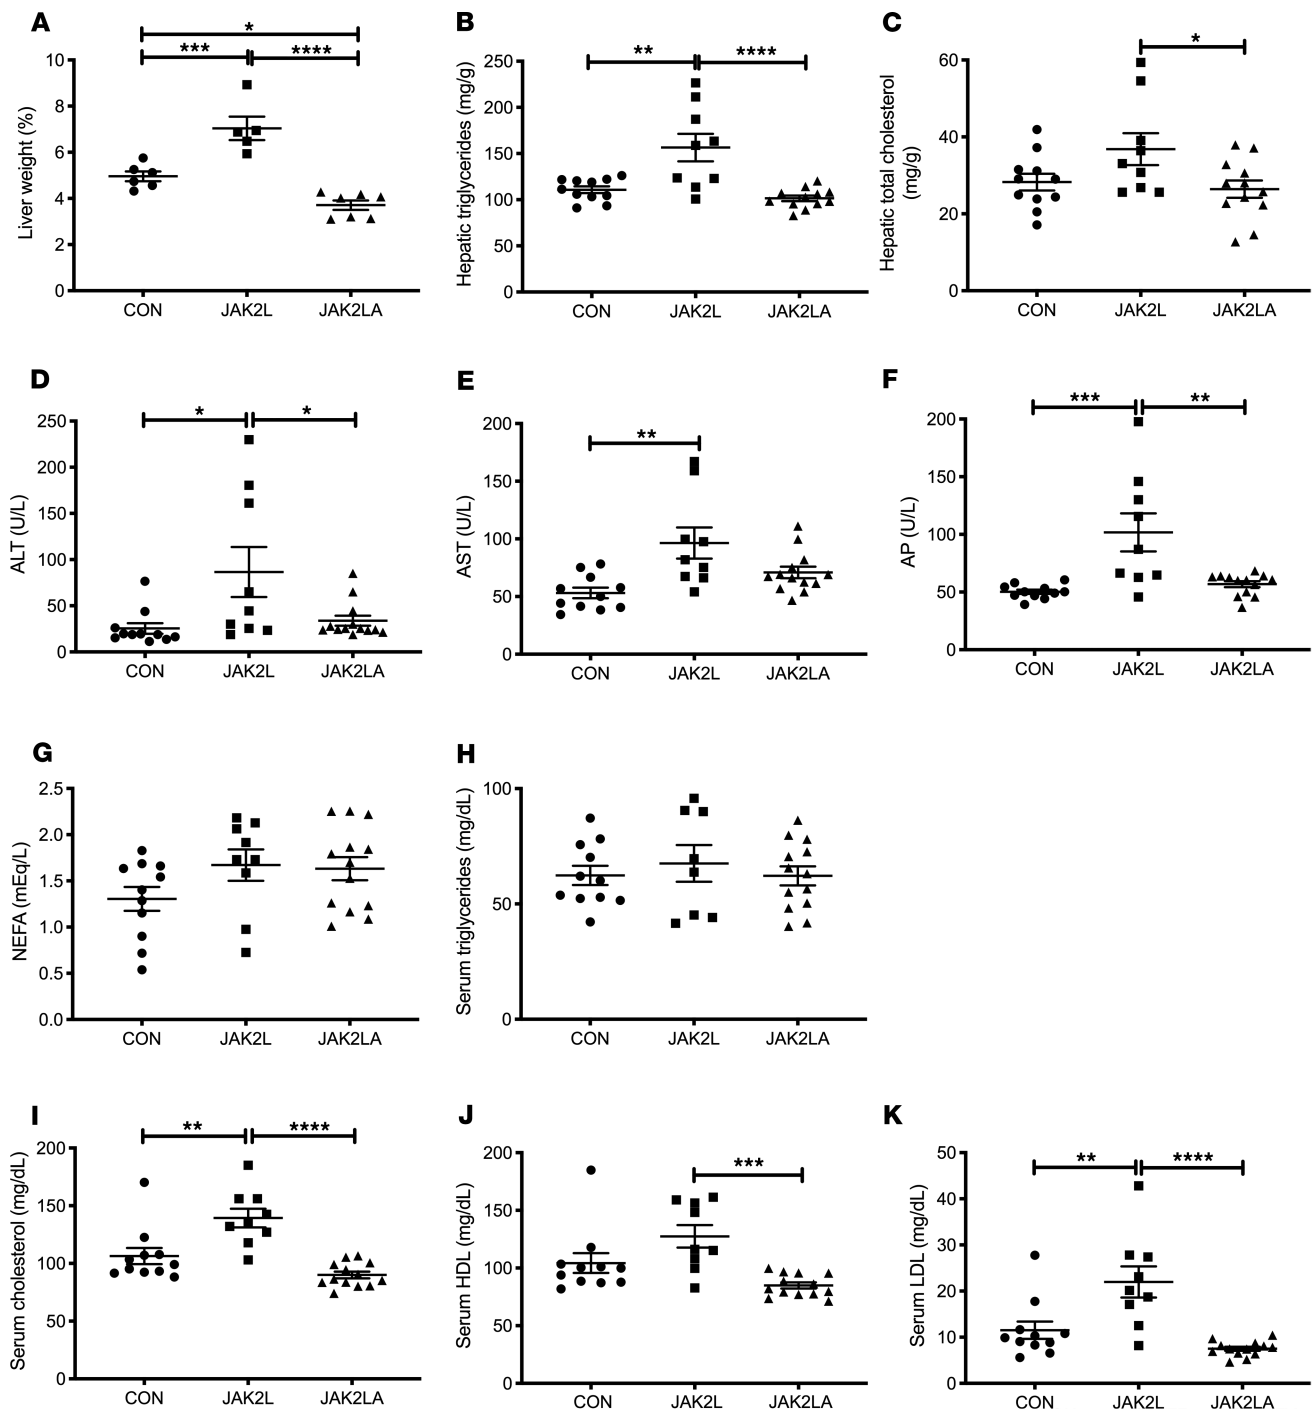 A
*
***
****
Liver weight (%)
10
8
6
4
2
0
CON
JAK2L
JAK2LA
B
**
****
Hepatic triglycerides (mg/g)
250
200
150
100
50
0
CON
JAK2L
JAK2LA
C
*
Hepatic total cholesterol
(mg/g)
60
40
20
0
CON
JAK2L
JAK2LA
D
*
*
ALT (U/L)
250
200
150
100
50
0
CON
JAK2L
JAK2LA
E
**
AST (U/L)
200
150
100
50
0
CON
JAK2L
JAK2LA
F
***
**
AP (U/L)
200
150
100
50
0
CON
JAK2L
JAK2LA
G
NEFA (mEq/L)
2.5
2.0
1.5
1.0
0.5
0.0
CON
JAK2L
JAK2LA
H
Serum triglycerides (mg/dL)
100
50
0
CON
JAK2L
JAK2LA
I
**
****
Serum cholesterol (mg/dL)
200
150
100
50
0
CON
JAK2L
JAK2LA
J
***
Serum HDL (mg/dL)
200
150
100
50
0
CON
JAK2L
JAK2LA
K
**
****
Serum LDL (mg/dL)
50
40
30
20
10
0
CON
JAK2L
JAK2LA